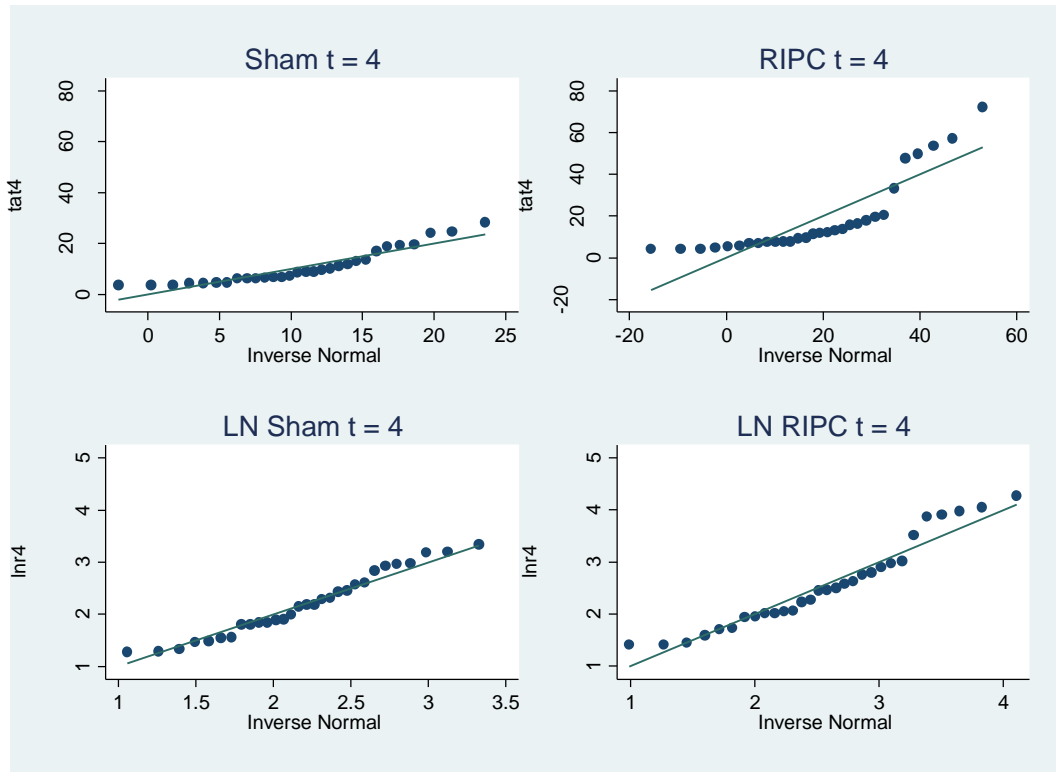 Sham t = 4
tat4
80
60
40
20
0
0 5 10 15 20 25
Inverse Normal
RIPC t = 4
tat4
80
60
40
20
0
-20
-20 0 20 40 60
Inverse Normal
LN Sham t = 4
lnr4
5
4
3
2
1
1 1.5 2 2.5 3 3.5
Inverse Normal
LN RIPC t = 4
lnr4
5
4
3
2
1
1 2 3 4
Inverse Normal